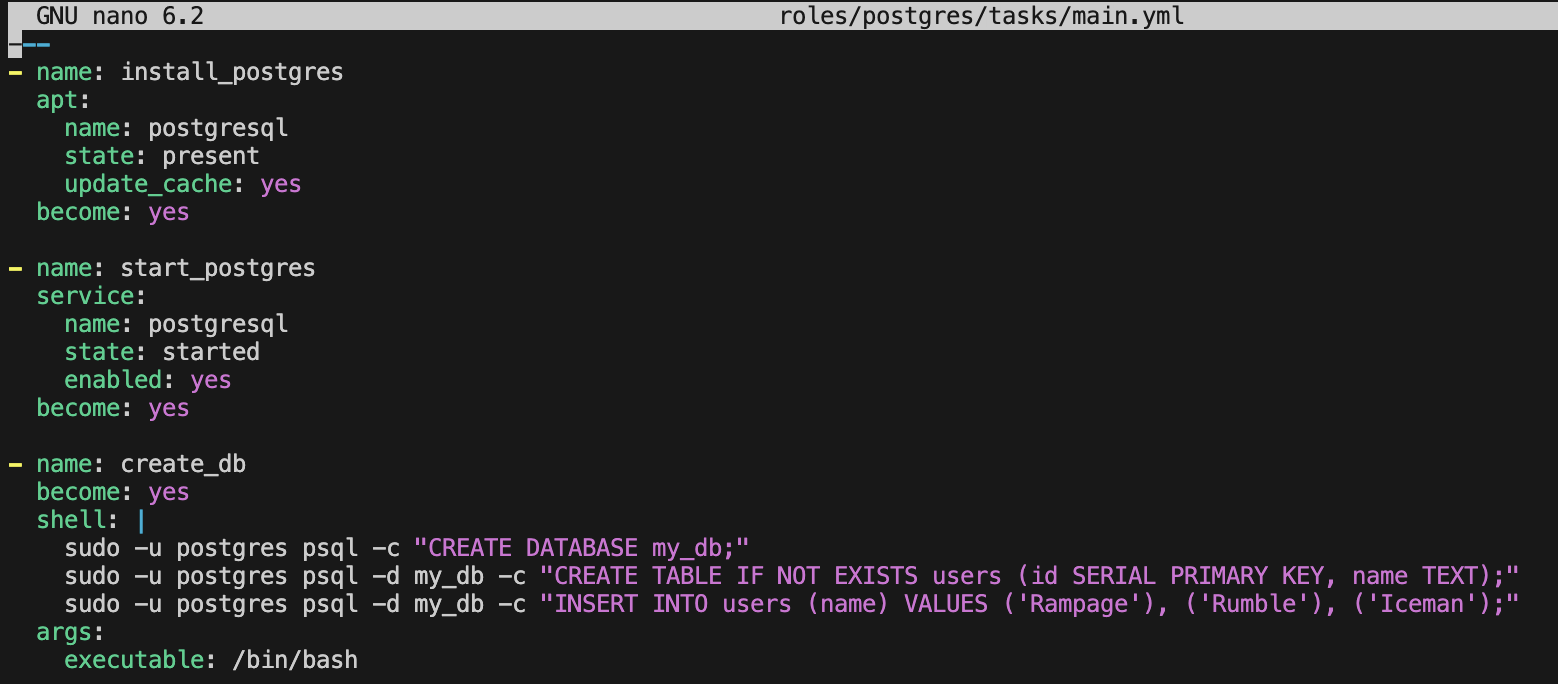 GNU nano 6.2 roles/postgres/tasks/main.yml
---
- name: install_postgres
  apt:
    name: postgresql
    state: present
    update_cache: yes
  become: yes

- name: start_postgres
  service:
    name: postgresql
    state: started
    enabled: yes
  become: yes

- name: create_db
  become: yes
  shell: |
    sudo -u postgres psql -c "CREATE DATABASE my_db;"
    sudo -u postgres psql -d my_db -c "CREATE TABLE IF NOT EXISTS users (id SERIAL PRIMARY KEY, name TEXT);"
    sudo -u postgres psql -d my_db -c "INSERT INTO users (name) VALUES ('Rampage'), ('Rumble'), ('Iceman');"
  args:
    executable: /bin/bash